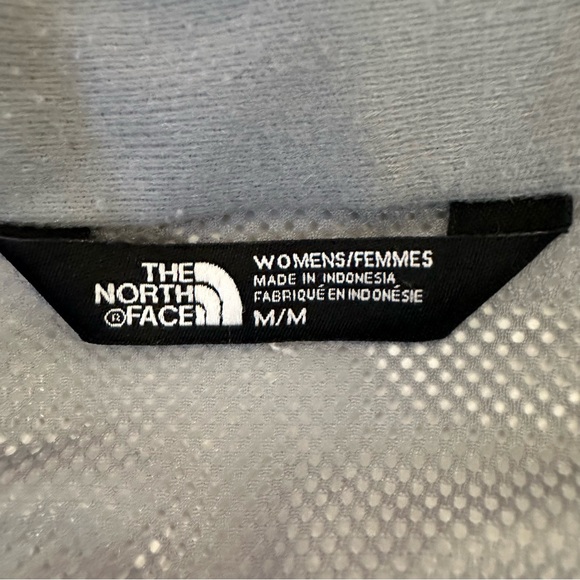 THE
NORTH
®FACE
WOMENS/FEMMES
MADE IN INDONESIA
FABRIQUÉ EN INDONÉSIE
M/M